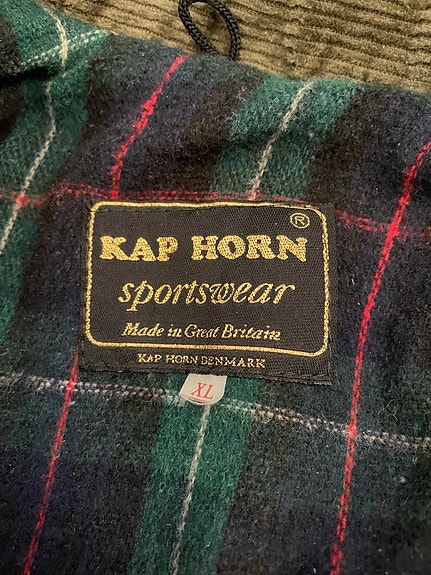 ®
KAP HORN
sportswear
Made in Great Britain
KAP HORN DENMARK
XL